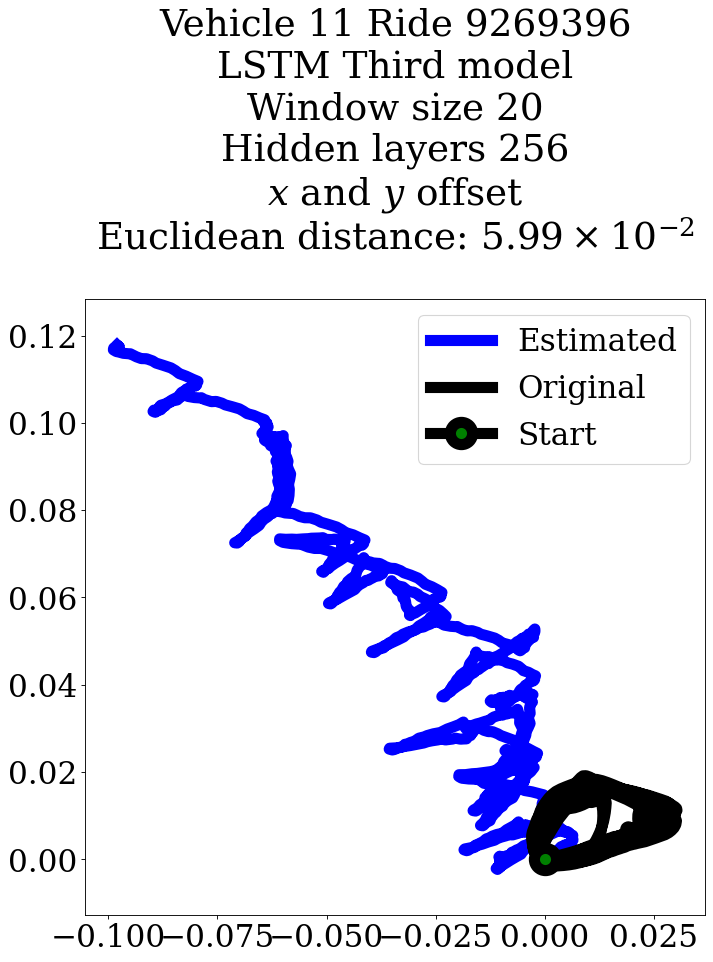 Vehicle 11 Ride 9269396
LSTM Third model
Window size 20
Hidden layers 256
x and y offset
Euclidean distance: 5.99 × 10⁻²
Estimated
Original
Start
0.12
0.10
0.08
0.06
0.04
0.02
0.00
−0.100 −0.075 −0.050 −0.025 0.000 0.025